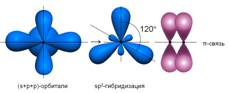 120°
(s+p+p)-орбитали
sp²-гибридизация
π-связь